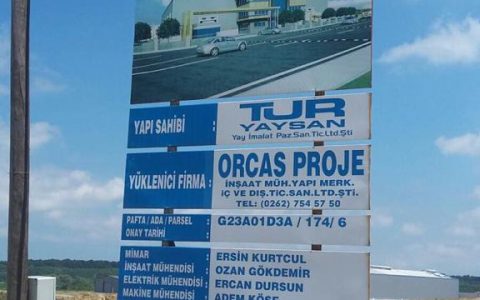 YAPI SAHİBİ :
TUR
YAYSAN
Yay İmalat Paz.San.Tic.Ltd.Şti
YÜKLENİCİ FİRMA :
ORCAS PROJE
İNŞAAT MÜH.YAPI MERK.
İÇ VE DIŞ.TİC.SAN.LTD.ŞTİ.
TEL: (0262) 754 57 50
PAFTA / ADA / PARSEL :
ONAY TARİHİ
G23A01D3A / 174/ 6
MİMAR : ERSİN KURTCUL
İNŞAAT MÜHENDİSİ : OZAN GÖKDEMİR
ELEKTRİK MÜHENDİSİ : ERCAN DURSUN
MAKİNE MÜHENDİSİ : ADEM KÖSE